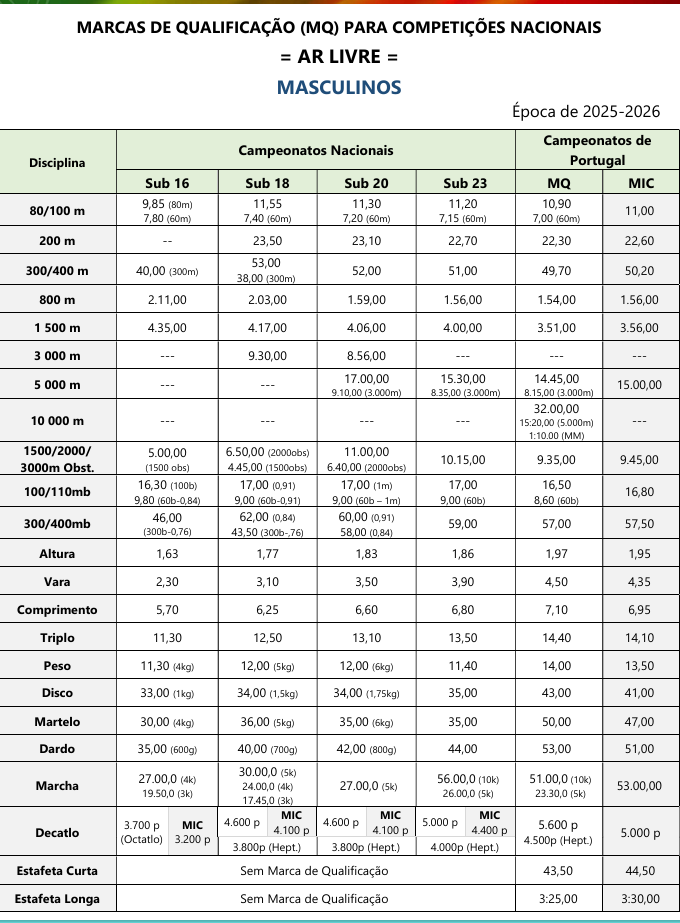 MARCAS DE QUALIFICAÇÃO (MQ) PARA COMPETIÇÕES NACIONAIS
= AR LIVRE =
MASCULINOS
Época de 2025-2026
Disciplina Campeonatos Nacionais Campeonatos de Portugal
Sub 16 Sub 18 Sub 20 Sub 23 MQ MIC
80/100 m 9,85 (80m) 11,55 11,30 11,20 10,90 11,00
7,80 (60m) 7,40 (60m) 7,20 (60m) 7,15 (60m) 7,00 (60m)
200 m -- 23,50 23,10 22,70 22,30 22,60
300/400 m 40,00 (300m) 53,00 52,00 51,00 49,70 50,20
38,00 (300m)
800 m 2.11,00 2.03,00 1.59,00 1.56,00 1.54,00 1.56,00
1 500 m 4.35,00 4.17,00 4.06,00 4.00,00 3.51,00 3.56,00
3 000 m --- 9.30,00 8.56,00 --- --- ---
5 000 m --- --- 17.00,00 15.30,00 14.45,00 15.00,00
9.10,00 (3.000m) 8.35,00 (3.000m) 8.15,00 (3.000m)
10 000 m --- --- --- --- 32.00,00 ---
15:20,00 (5.000m)
1:10.00 (MM)
1500/2000/ 5.00,00 6.50,00 (2000obs) 11.00,00 10.15,00 9.35,00 9.45,00
3000m Obst. (1500 obs) 4.45,00 (1500obs) 6.40,00 (2000obs)
100/110mb 16,30 (100b) 17,00 (0,91) 17,00 (1m) 17,00 16,50 16,80
9,80 (60b-0,84) 9,00 (60b-0,91) 9,00 (60b – 1m) 9,00 (60b) 8,60 (60b)
300/400mb 46,00 62,00 (0,84) 60,00 (0,91) 59,00 57,00 57,50
(300b-0,76) 43,50 (300b-,76) 58,00 (0,84)
Altura 1,63 1,77 1,83 1,86 1,97 1,95
Vara 2,30 3,10 3,50 3,90 4,50 4,35
Comprimento 5,70 6,25 6,60 6,80 7,10 6,95
Triplo 11,30 12,50 13,10 13,50 14,40 14,10
Peso 11,30 (4kg) 12,00 (5kg) 12,00 (6kg) 11,40 14,00 13,50
Disco 33,00 (1kg) 34,00 (1,5kg) 34,00 (1,75kg) 35,00 43,00 41,00
Martelo 30,00 (4kg) 36,00 (5kg) 35,00 (6kg) 35,00 50,00 47,00
Dardo 35,00 (600g) 40,00 (700g) 42,00 (800g) 44,00 53,00 51,00
Marcha 27.00,0 (4k) 30.00,0 (5k) 27.00,0 (5k) 56.00,0 (10k) 51.00,0 (10k) 53.00,00
19.50,0 (3k) 24.00,0 (4k) 26.00,0 (5k) 23.30,0 (5k)
17.45,0 (3k)
Decatlo 3.700 p MIC 4.600 p MIC 4.600 p MIC 5.000 p MIC 5.600 p 5.000 p
(Octatlo) 3.200 p 4.100 p 4.100 p 4.400 p 4.500p (Hept.)
3.800p (Hept.) 3.800p (Hept.) 4.000p (Hept.)
Estafeta Curta Sem Marca de Qualificação 43,50 44,50
Estafeta Longa Sem Marca de Qualificação 3:25,00 3:30,00